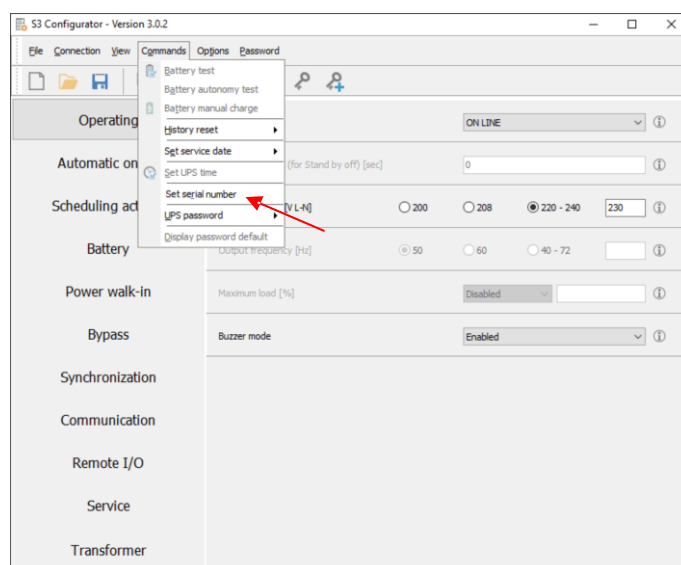 S3 Configurator - Version 3.0.2
File Connection View Commands Options Password
Battery test
Battery autonomy test
Battery manual charge
History reset
Set service date
Set UPS time
Set serial number
UPS password
Display password default
Operating
ON LINE
Automatic on
(for Stand by off) [sec]
0
Scheduling act
[V L-N]
200
208
220 - 240
230
Battery
Output frequency [Hz]
50
60
40 - 72
Power walk-in
Maximum load [%]
Disabled
Bypass
Buzzer mode
Enabled
Synchronization
Communication
Remote I/O
Service
Transformer